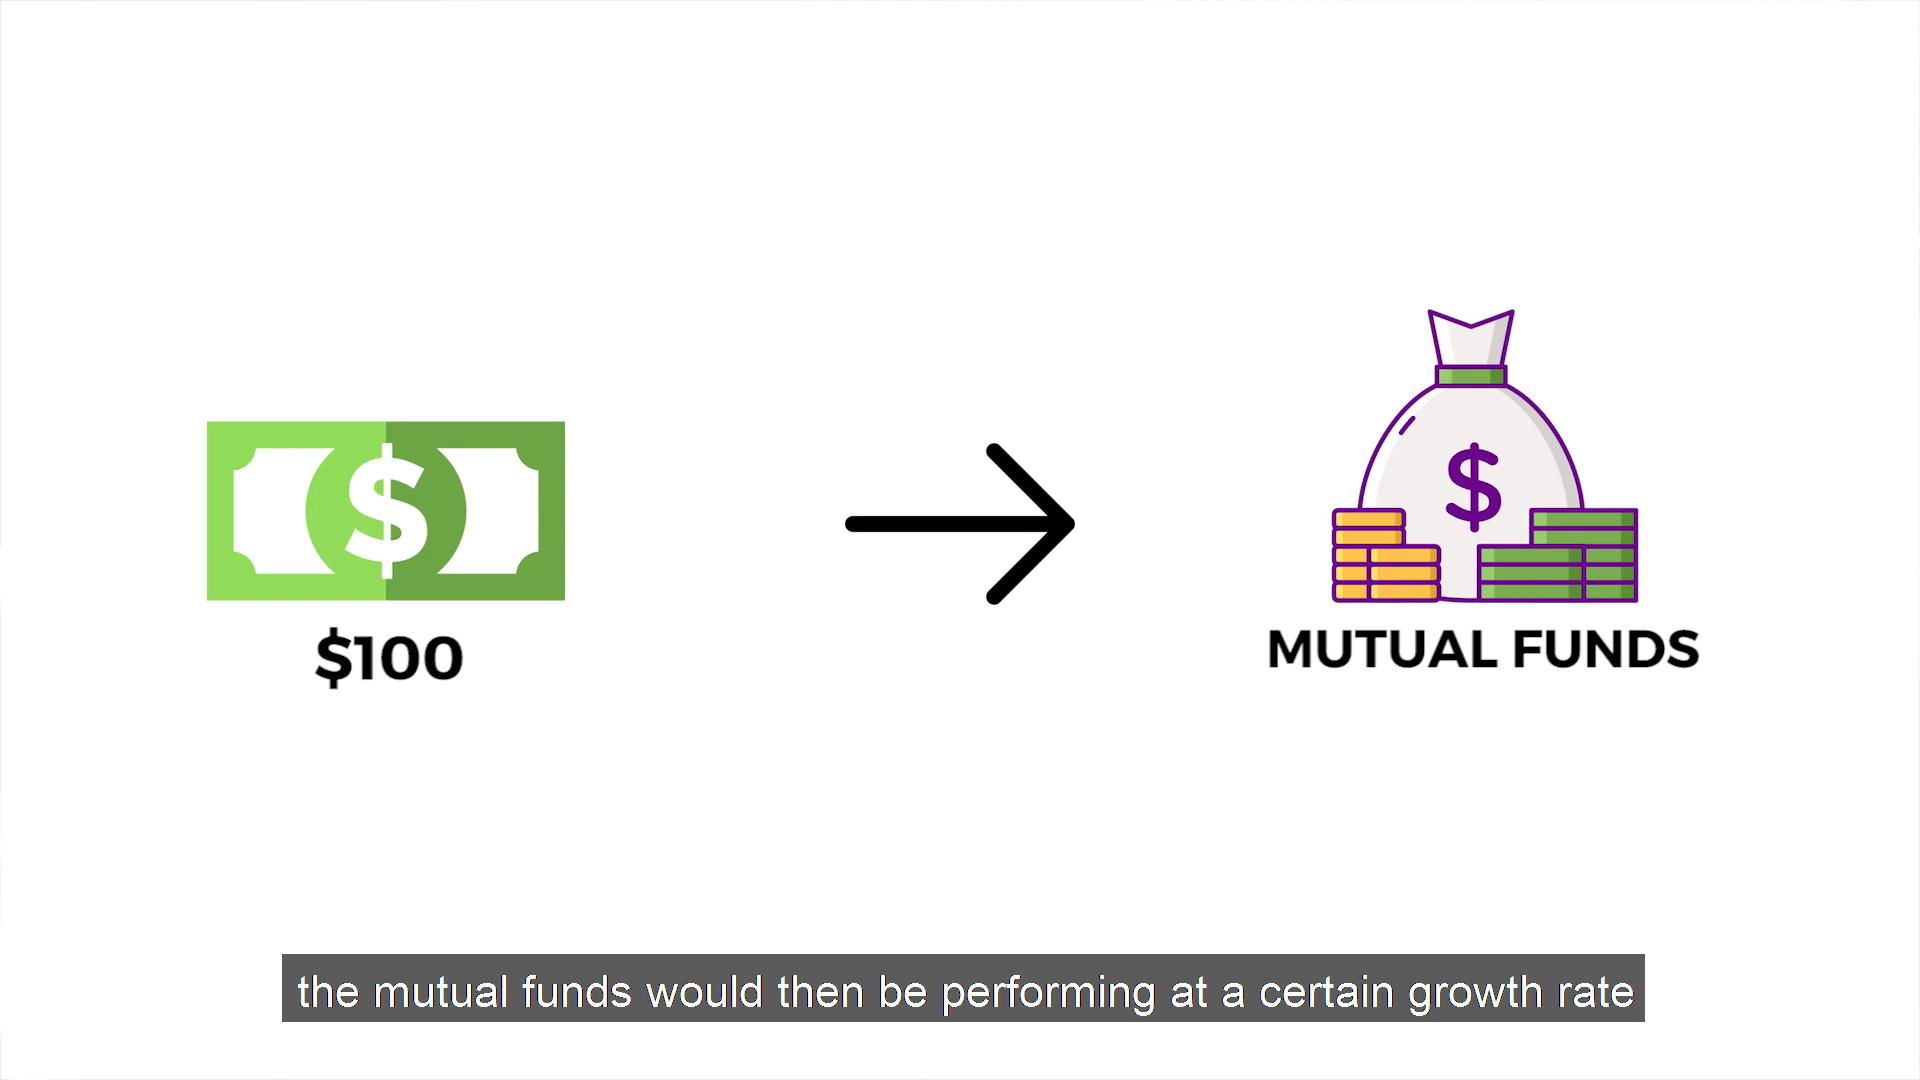 $
$
$100
MUTUAL FUNDS
the mutual funds would then be performing at a certain growth rate